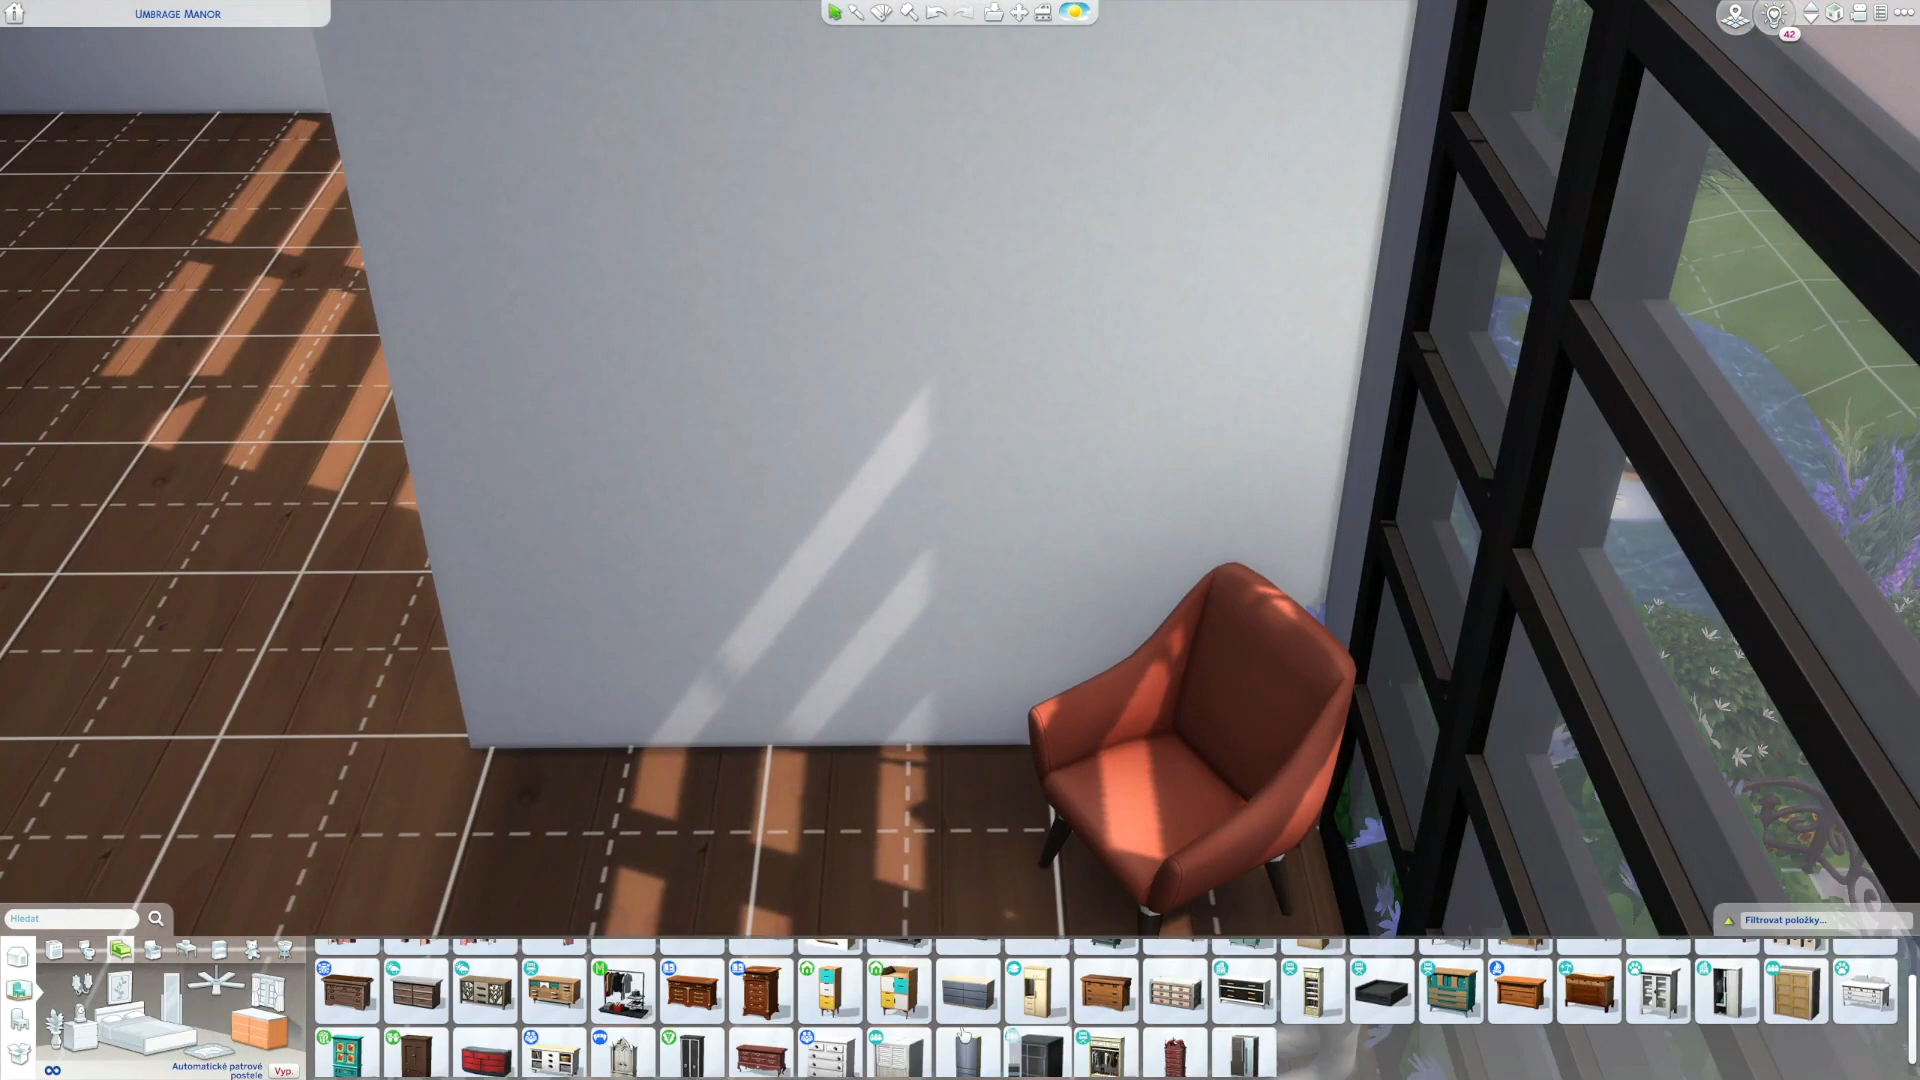 Umbrage Manor
42
Hledat
Filtrovat položky...
Automatické patrové
postele
Vyp.